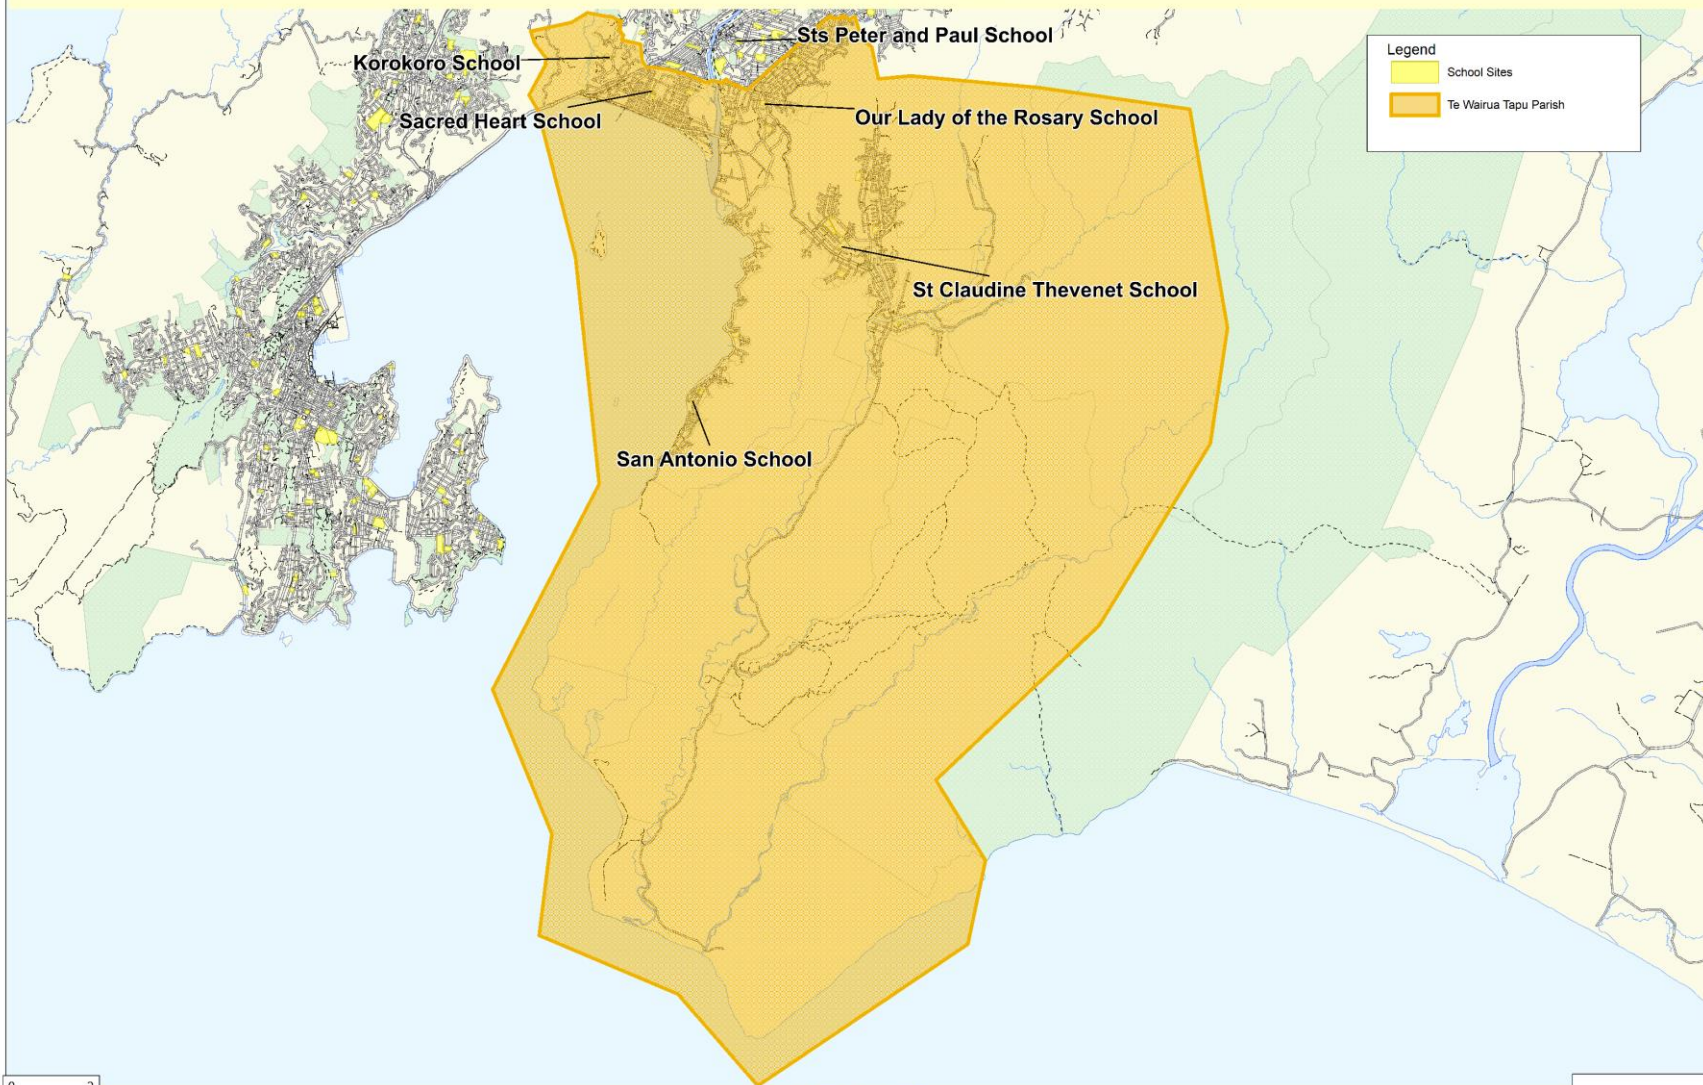 Sts Peter and Paul School
Korokoro School
Sacred Heart School
Our Lady of the Rosary School
St Claudine Thevenet School
San Antonio School
Legend
School Sites
Te Wairua Tapu Parish